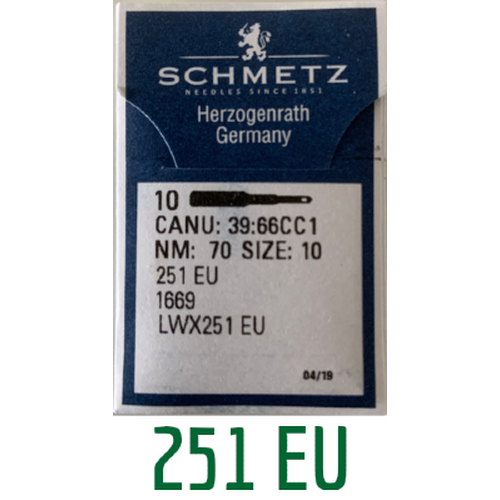 SCHMETZ
NEEDLES SINCE 1851
Herzogenrath
Germany
10
CANU: 39:66CC1
NM: 70 SIZE: 10
251 EU
1669
LWX251 EU
04/19
251 EU